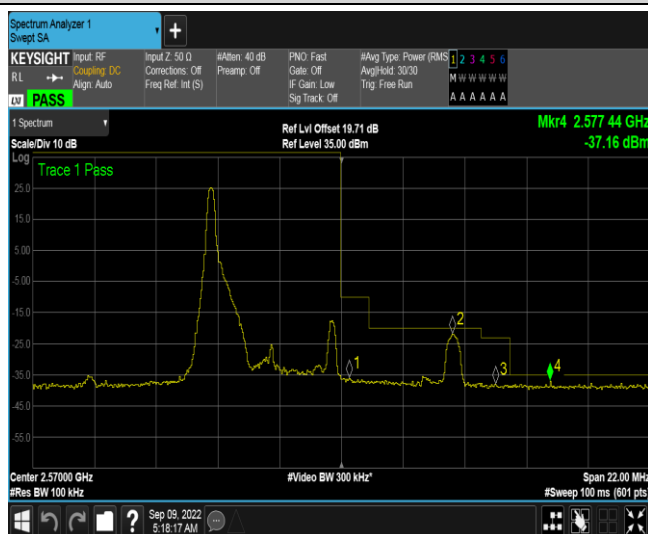 Spectrum Analyzer 1
Swept SA
+
KEYSIGHT Input: RF Input Z: 50 Ω #Atten: 40 dB PNO: Fast #Avg Type: Power (RMS 1 2 3 4 5 6
RL Coupling: DC Corrections: Off Preamp: Off Gate: Off Avg|Hold: 30/30 M W W W W W
Align: Auto Freq Ref: Int (S) IF Gain: Low Trig: Free Run
LXI PASS Sig Track: Off A A A A A A
1 Spectrum Ref Lvl Offset 19.71 dB Mkr4 2.577 44 GHz
Scale/Div 10 dB Ref Level 35.00 dBm -37.16 dBm
Log
Trace 1 Pass
25.0
15.0
5.00
-5.00
-15.0
2
-25.0
1 3 4
-35.0
-45.0
-55.0
Center 2.57000 GHz #Video BW 300 kHz* Span 22.00 MHz
#Res BW 100 kHz #Sweep 100 ms (601 pts)
? Sep 09, 2022
5:18:17 AM